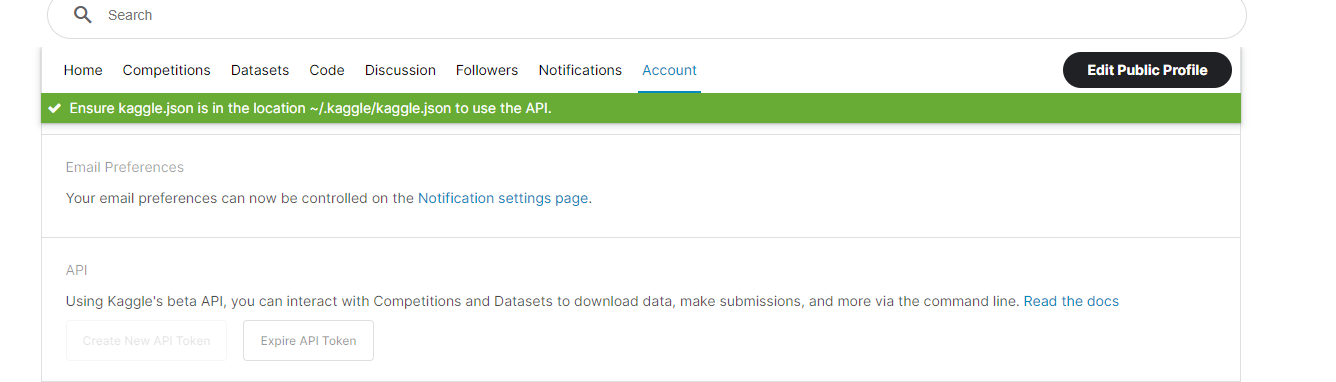 Search
Home Competitions Datasets Code Discussion Followers Notifications Account Edit Public Profile
Ensure kaggle.json is in the location ~/.kaggle/kaggle.json to use the API.
Email Preferences
Your email preferences can now be controlled on the Notification settings page.
API
Using Kaggle's beta API, you can interact with Competitions and Datasets to download data, make submissions, and more via the command line. Read the docs
Create New API Token Expire API Token